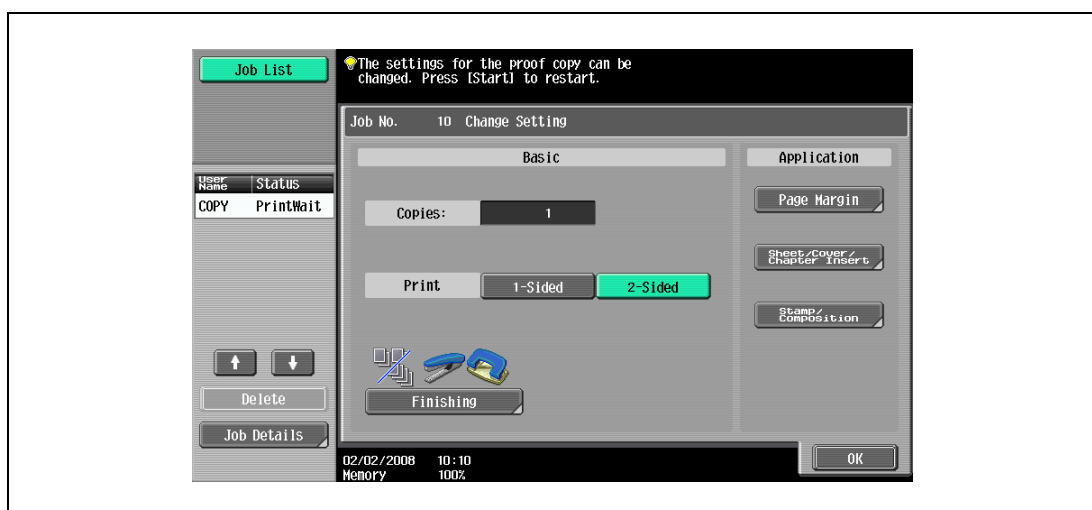 Job List
The settings for the proof copy can be
changed. Press [Start] to restart.
Job No. 10 Change Setting
Basic
Application
User Name Status
COPY PrintWait
Copies: 1
Page Margin
Sheet/Cover/
Chapter Insert
Print 1-Sided 2-Sided
Stamp/
Composition
Finishing
Delete
Job Details
02/02/2008 10:10
Memory 100%
OK